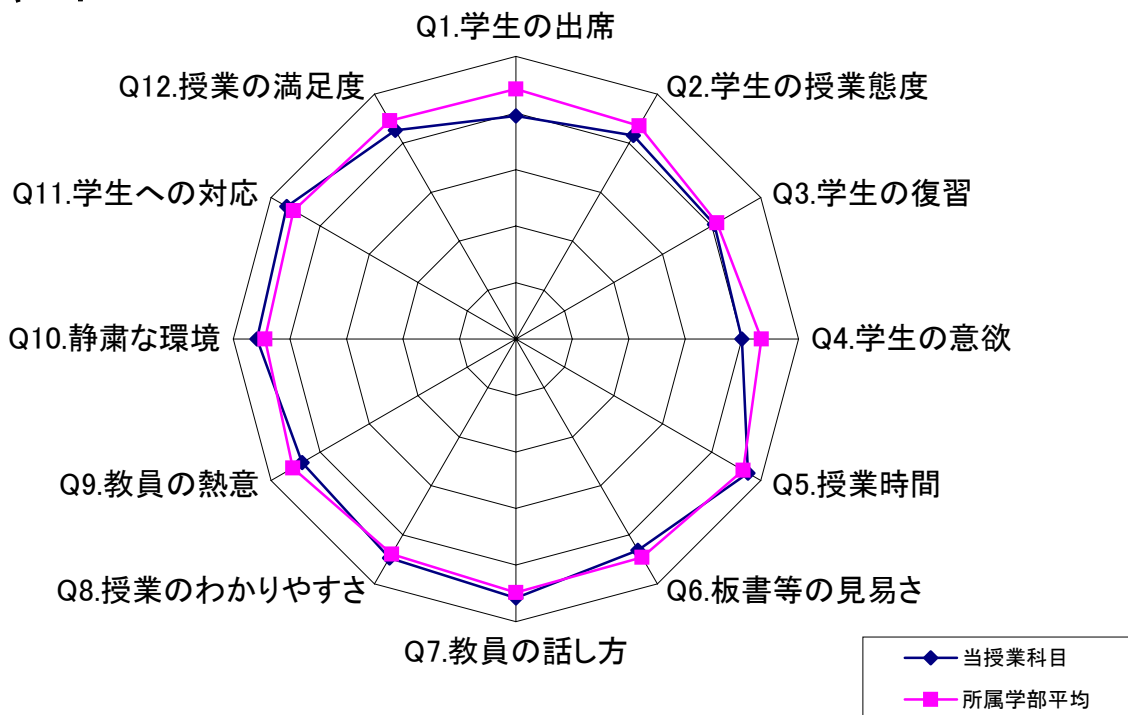 Q1.学生の出席
Q2.学生の授業態度
Q3.学生の復習
Q4.学生の意欲
Q5.授業時間
Q6.板書等の見易さ
Q7.教員の話し方
Q8.授業のわかりやすさ
Q9.教員の熱意
Q10.静粛な環境
Q11.学生への対応
Q12.授業の満足度
当授業科目
所属学部平均